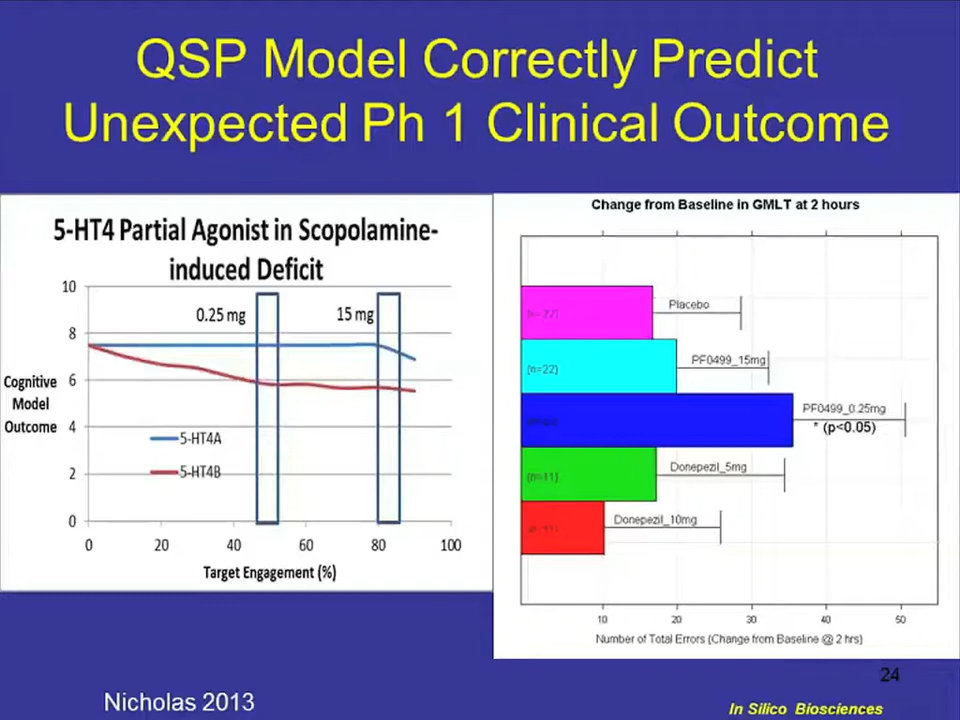 QSP Model Correctly Predict
Unexpected Ph 1 Clinical Outcome
5-HT4 Partial Agonist in Scopolamine-
induced Deficit
10
8
6
4
2
0
Cognitive
Model
Outcome
0.25 mg
15 mg
5-HT4A
5-HT4B
0
20
40
60
80
100
Target Engagement (%)
Change from Baseline in GMLT at 2 hours
Placebo
PF0499_15mg
(n=22)
PF0499_0.25mg
* (p<0.05)
Donepezil_5mg
(n=11)
Donepezil_10mg
10
20
30
40
50
Number of Total Errors (Change from Baseline @ 2 hrs)
24
Nicholas 2013
In Silico Biosciences